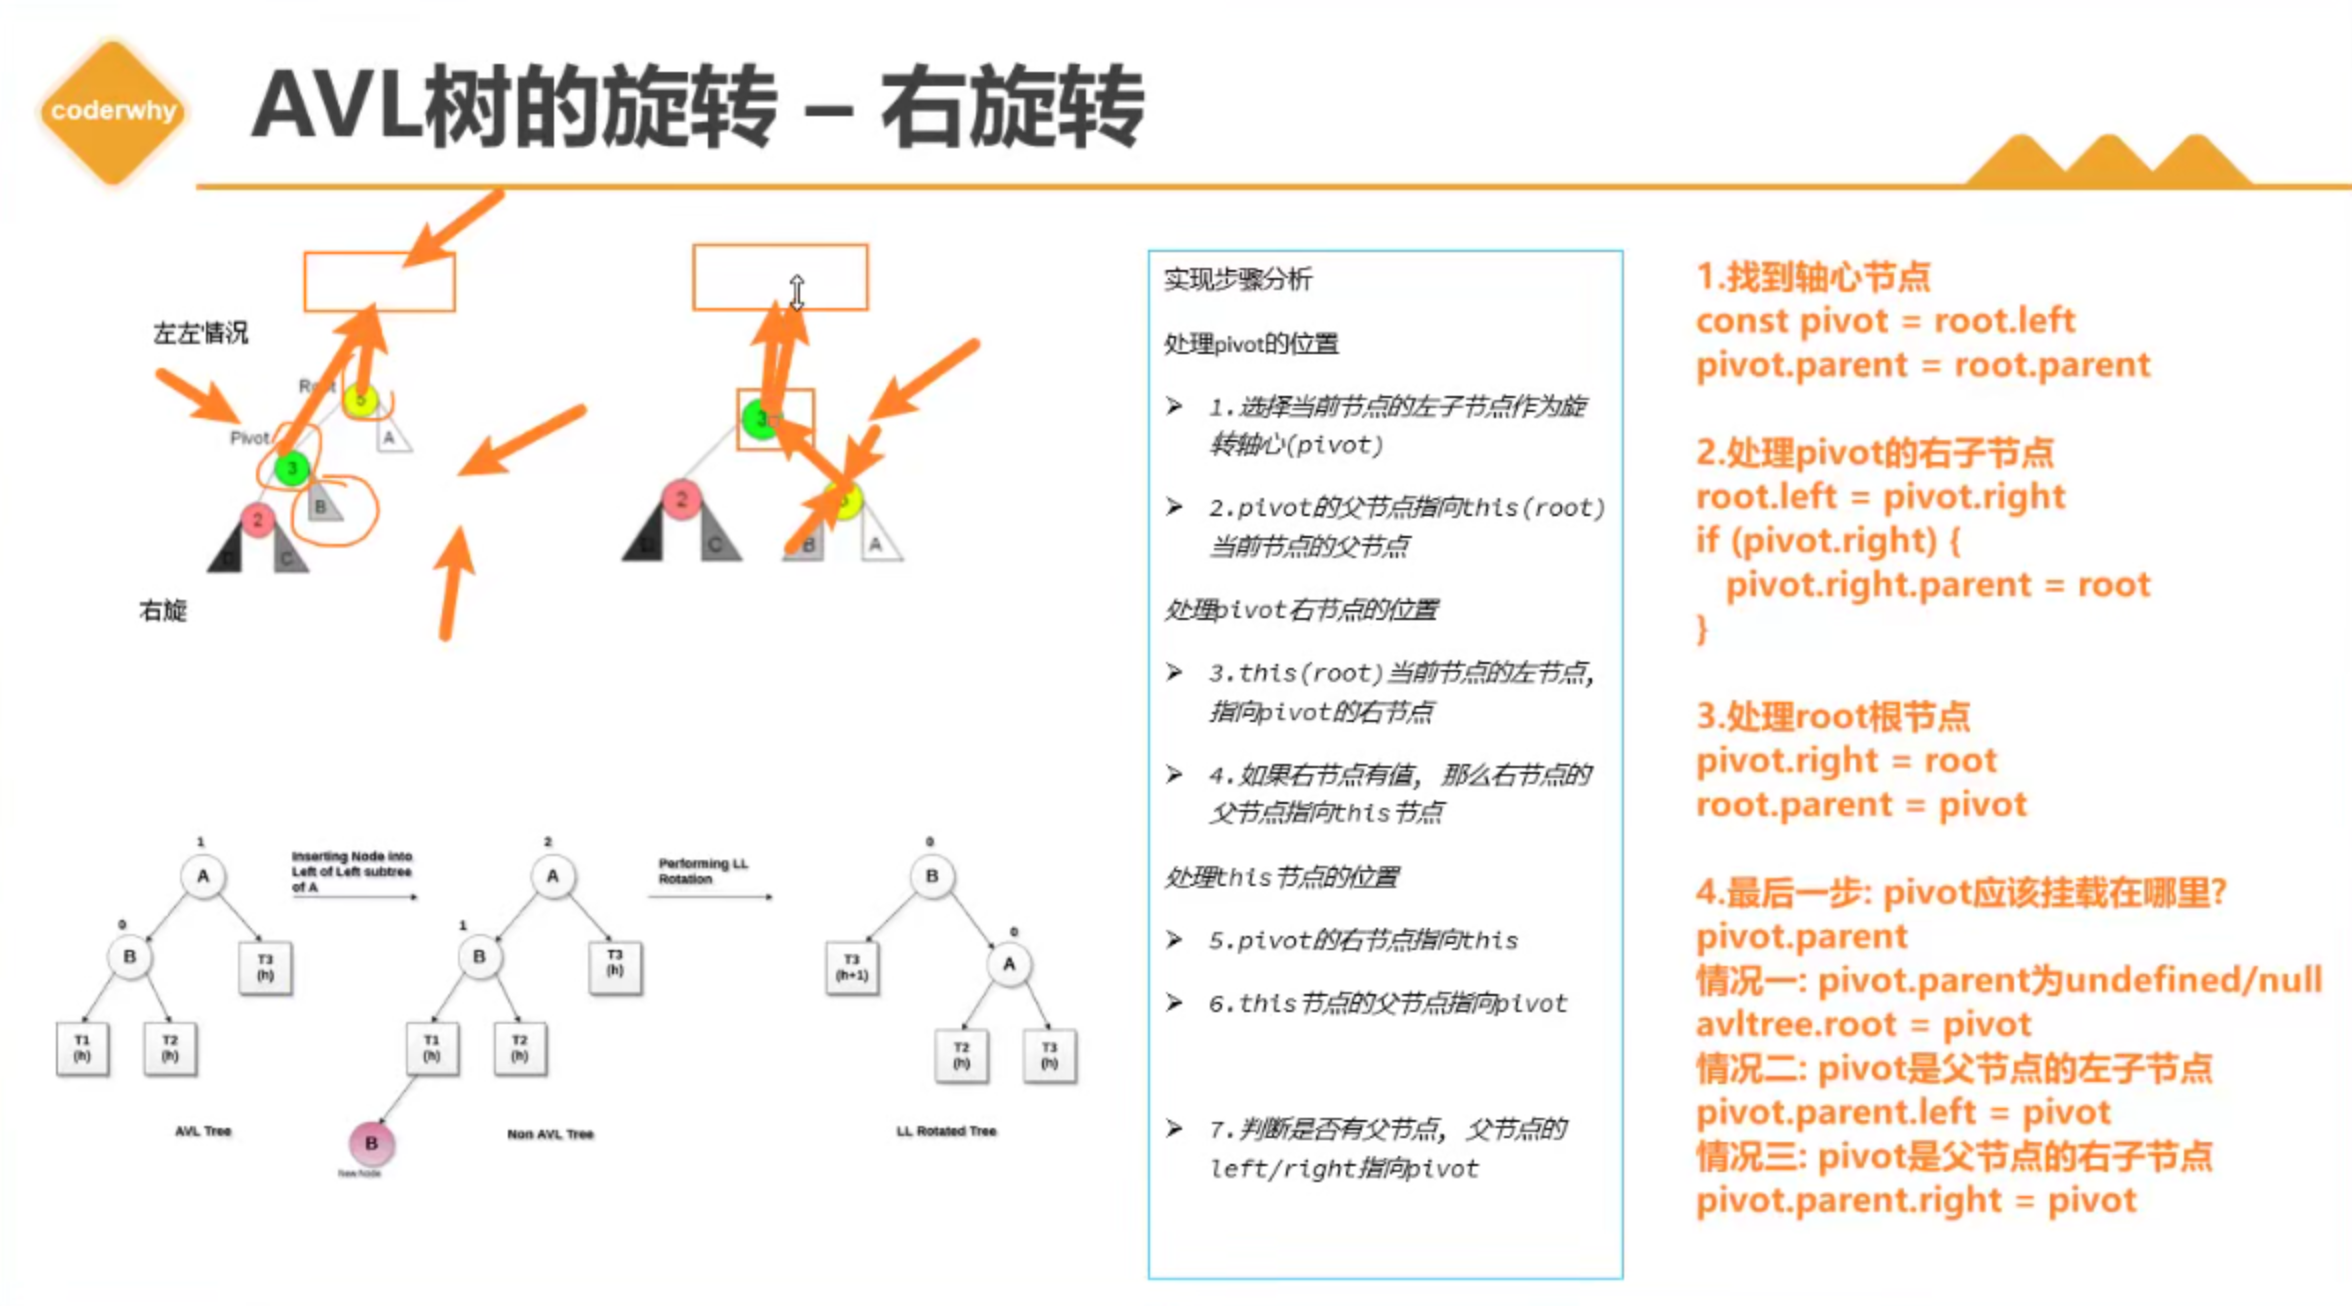 coderwhy
AVL树的旋转 – 右旋转
左左情况
Root
5
A
Pivot
3
B
2
D
C
右旋
3
2
5
D
C
B
A
1
A
0
B
T3
(h)
T1
(h)
T2
(h)
AVL Tree
Inserting Node into
Left of Left subtree
of A
2
A
1
B
T3
(h)
T1
(h)
T2
(h)
B
New Node
Non AVL Tree
Performing LL
Rotation
0
B
0
T3
(h+1)
A
T2
(h)
T3
(h)
LL Rotated Tree
实现步骤分析
处理pivot的位置
➢ 1.选择当前节点的左子节点作为旋
转轴心(pivot)
➢ 2.pivot的父节点指向this(root)
当前节点的父节点
处理pivot右节点的位置
➢ 3.this(root)当前节点的左节点,
指向pivot的右节点
➢ 4.如果右节点有值, 那么右节点的
父节点指向this节点
处理this节点的位置
➢ 5.pivot的右节点指向this
➢ 6.this节点的父节点指向pivot
➢ 7.判断是否有父节点, 父节点的
left/right指向pivot
1.找到轴心节点
const pivot = root.left
pivot.parent = root.parent
2.处理pivot的右子节点
root.left = pivot.right
if (pivot.right) {
pivot.right.parent = root
}
3.处理root根节点
pivot.right = root
root.parent = pivot
4.最后一步: pivot应该挂载在哪里?
pivot.parent
情况一: pivot.parent为undefined/null
avltree.root = pivot
情况二: pivot是父节点的左子节点
pivot.parent.left = pivot
情况三: pivot是父节点的右子节点
pivot.parent.right = pivot